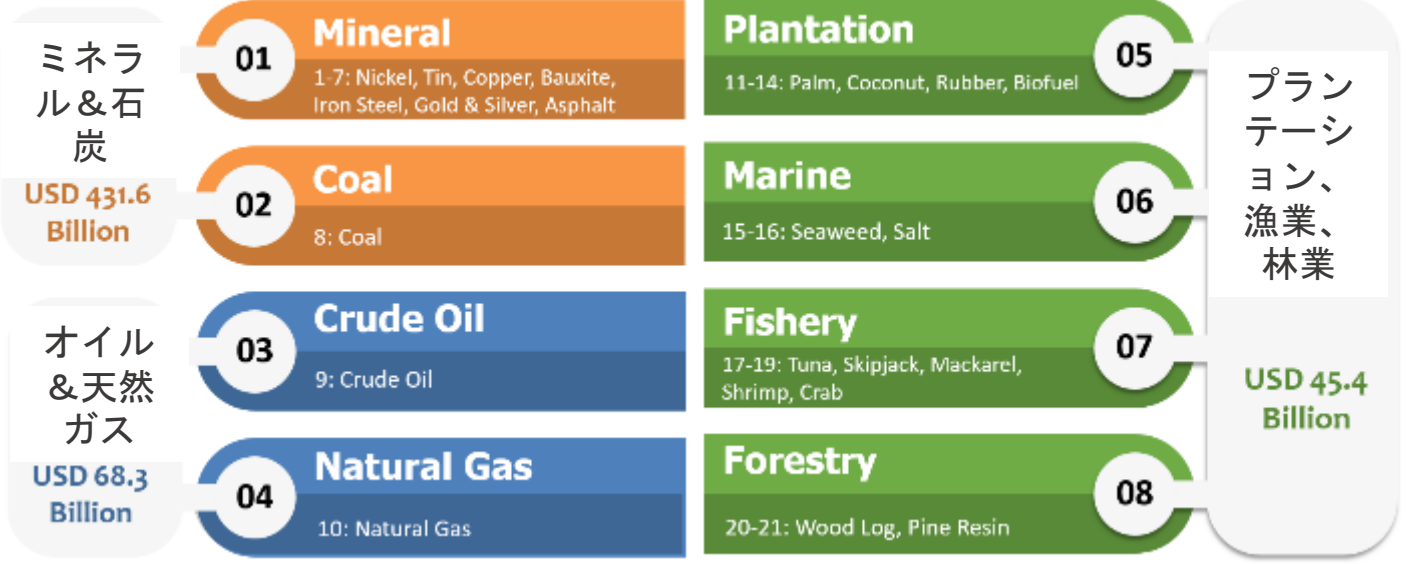 ミネラ
ル＆石
炭
USD 431.6
Billion
01
Mineral
1-7: Nickel, Tin, Copper, Bauxite,
Iron Steel, Gold & Silver, Asphalt
02
Coal
8: Coal
オイル
＆天然
ガス
USD 68.3
Billion
03
Crude Oil
9: Crude Oil
04
Natural Gas
10: Natural Gas
Plantation
11-14: Palm, Coconut, Rubber, Biofuel
05
Marine
15-16: Seaweed, Salt
06
Fishery
17-19: Tuna, Skipjack, Mackarel,
Shrimp, Crab
07
Forestry
20-21: Wood Log, Pine Resin
08
プラン
テーシ
ョン、
漁業、
林業
USD 45.4
Billion